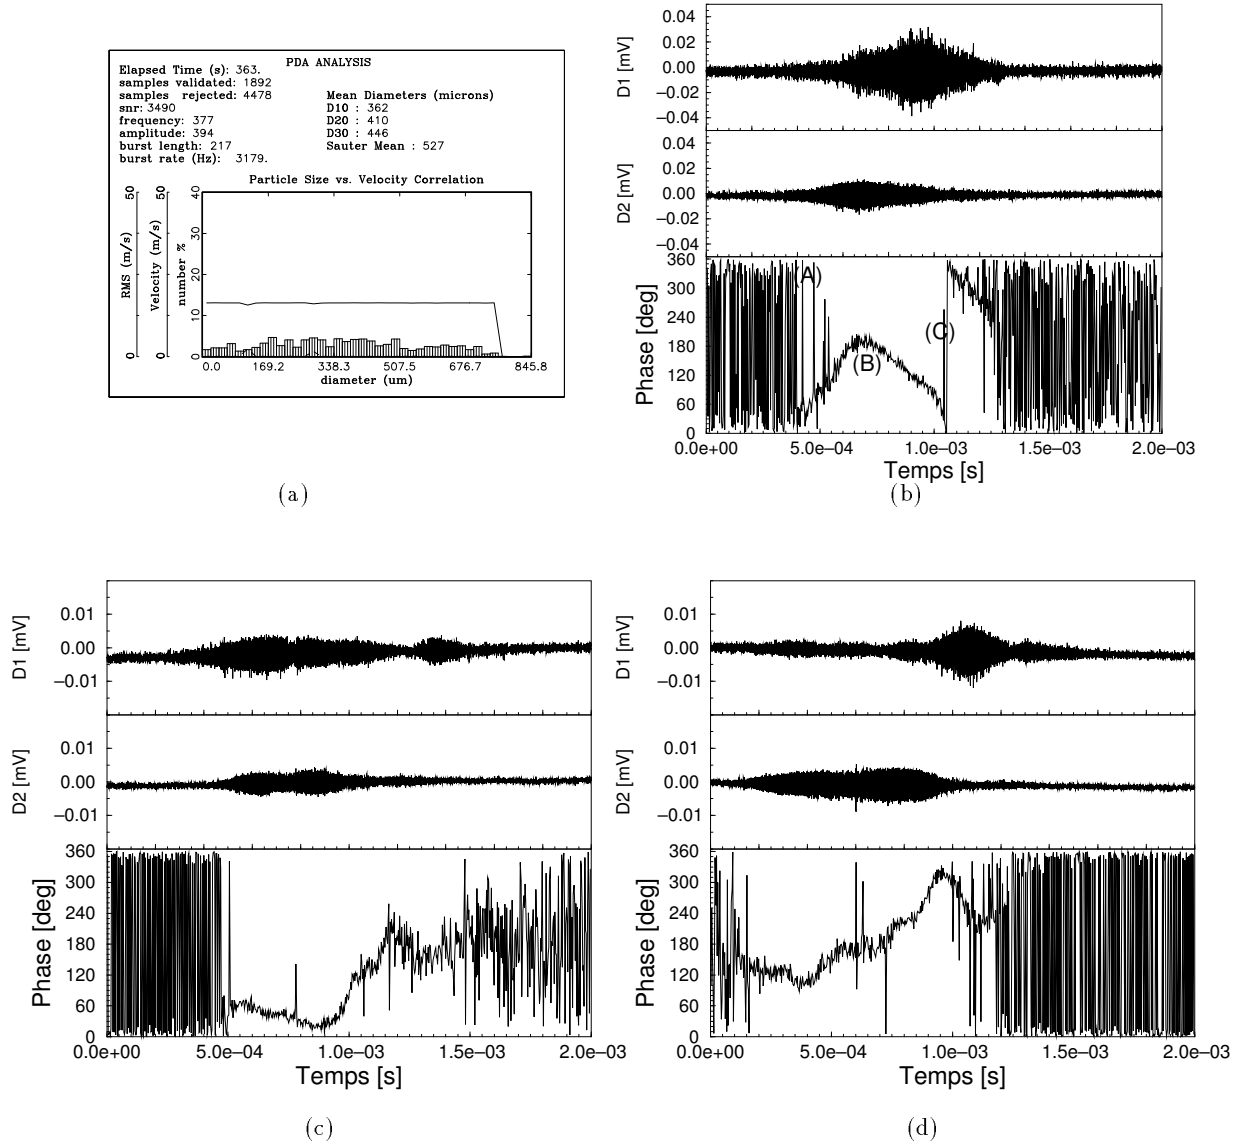 PDA ANALYSIS
Elapsed Time (s): 363.
samples validated: 1892
samples rejected: 4478
snr: 3490
frequency: 377
amplitude: 394
burst length: 217
burst rate (Hz): 3179.
Mean Diameters (microns)
D10 : 362
D20 : 410
D30 : 446
Sauter Mean : 527
Particle Size vs. Velocity Correlation
50
50
40
30
20
10
0
0
0
RMS (m/s)
Velocity (m/s)
number %
0.0 169.2 338.3 507.5 676.7 845.8
diameter (um)
(a)
D1 [mV]
0.04
0.02
0.00
−0.02
−0.04
D2 [mV]
0.04
0.02
0.00
−0.02
−0.04
Phase [deg]
360
300
240
180
120
60
0
(A)
(B)
(C)
0.0e+00 5.0e−04 1.0e−03 1.5e−03 2.0e−03
Temps [s]
(b)
D1 [mV]
0.01
0.00
−0.01
D2 [mV]
0.01
0.00
−0.01
Phase [deg]
360
300
240
180
120
60
0
0.0e+00 5.0e−04 1.0e−03 1.5e−03 2.0e−03
Temps [s]
(c)
D1 [mV]
0.01
0.00
−0.01
D2 [mV]
0.01
0.00
−0.01
Phase [deg]
360
300
240
180
120
60
0
0.0e+00 5.0e−04 1.0e−03 1.5e−03 2.0e−03
Temps [s]
(d)